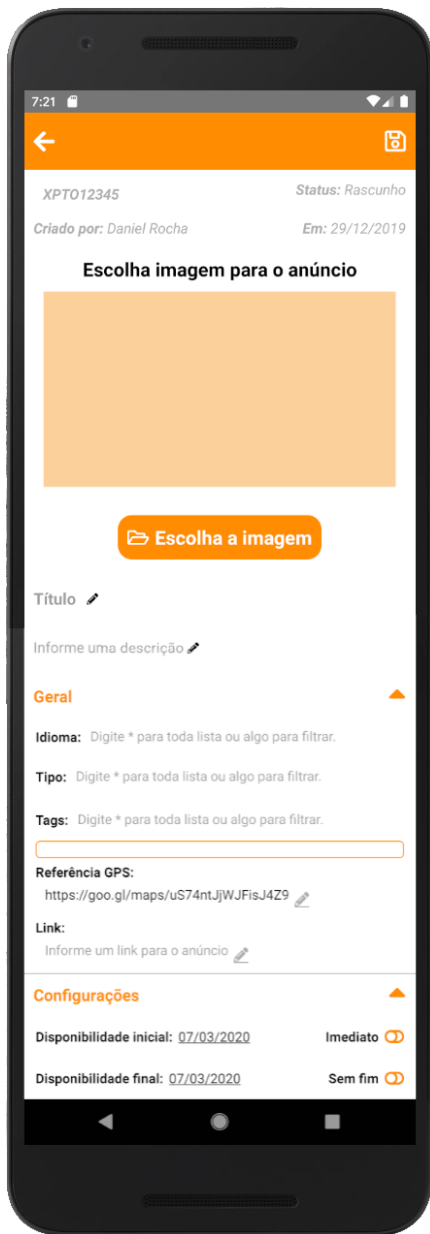 7:21
XPTO12345 Status: Rascunho
Criado por: Daniel Rocha Em: 29/12/2019
Escolha imagem para o anúncio
Escolha a imagem
Título
Informe uma descrição
Geral
Idioma: Digite * para toda lista ou algo para filtrar.
Tipo: Digite * para toda lista ou algo para filtrar.
Tags: Digite * para toda lista ou algo para filtrar.
Referência GPS:
https://goo.gl/maps/uS74ntJjWJFisJ4Z9
Link:
Informe um link para o anúncio
Configurações
Disponibilidade inicial: 07/03/2020 Imediato
Disponibilidade final: 07/03/2020 Sem fim